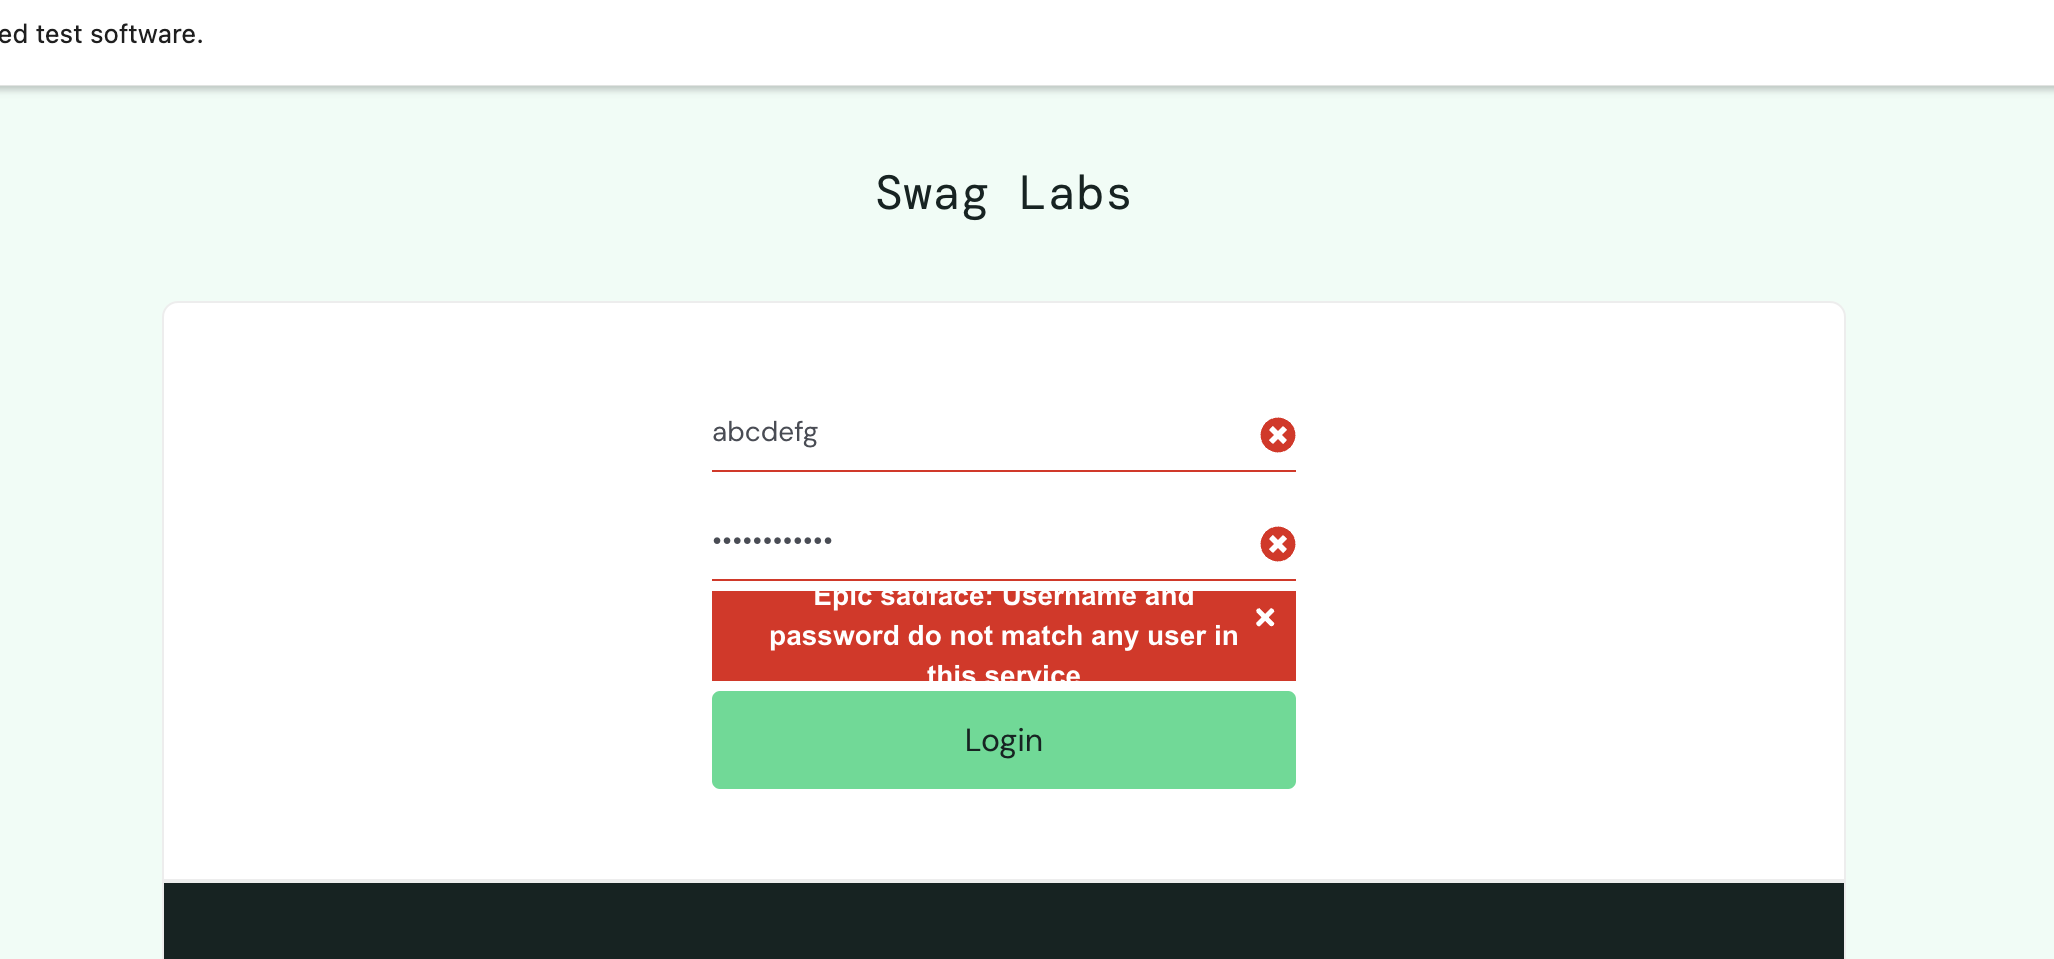 ed test software.
Swag Labs
abcdefg
••••••••••••
Epic sadface: Username and
password do not match any user in
this service
Login